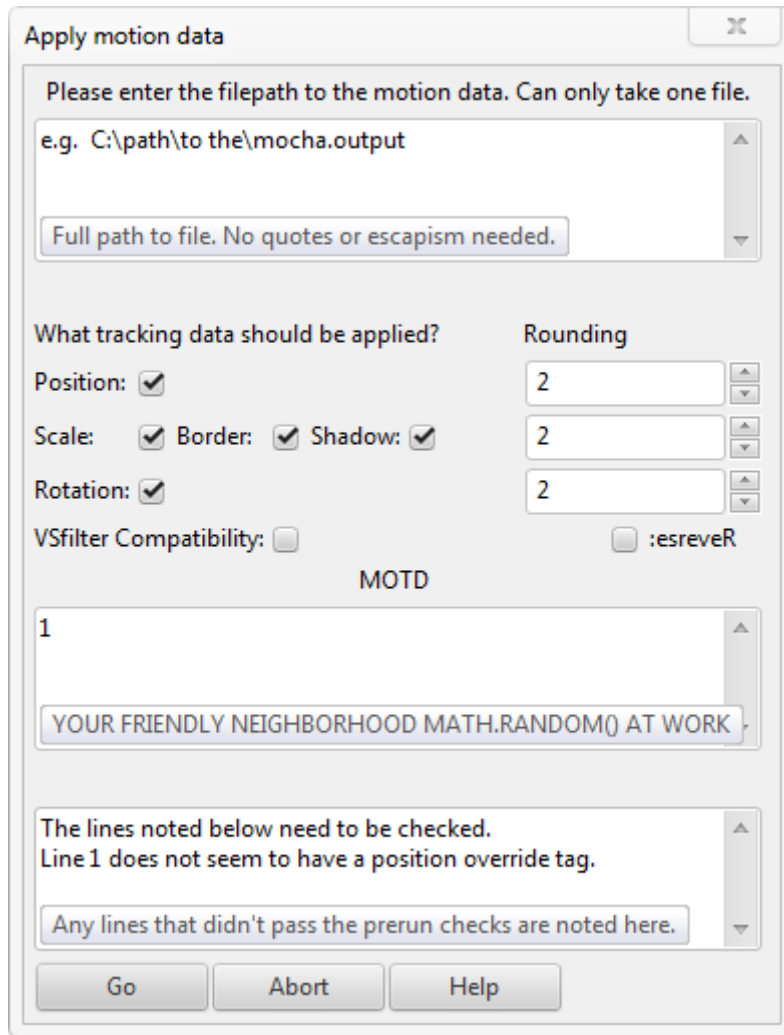 Apply motion data
Please enter the filepath to the motion data. Can only take one file.
e.g.  C:\path\to the\mocha.output
Full path to file. No quotes or escapism needed.
What tracking data should be applied? Rounding
Position: 2
Scale: Border: Shadow: 2
Rotation: 2
VSfilter Compatibility: :esreveR
MOTD
1
YOUR FRIENDLY NEIGHBORHOOD MATH.RANDOM() AT WORK
The lines noted below need to be checked.
Line 1 does not seem to have a position override tag.
Any lines that didn't pass the prerun checks are noted here.
Go Abort Help